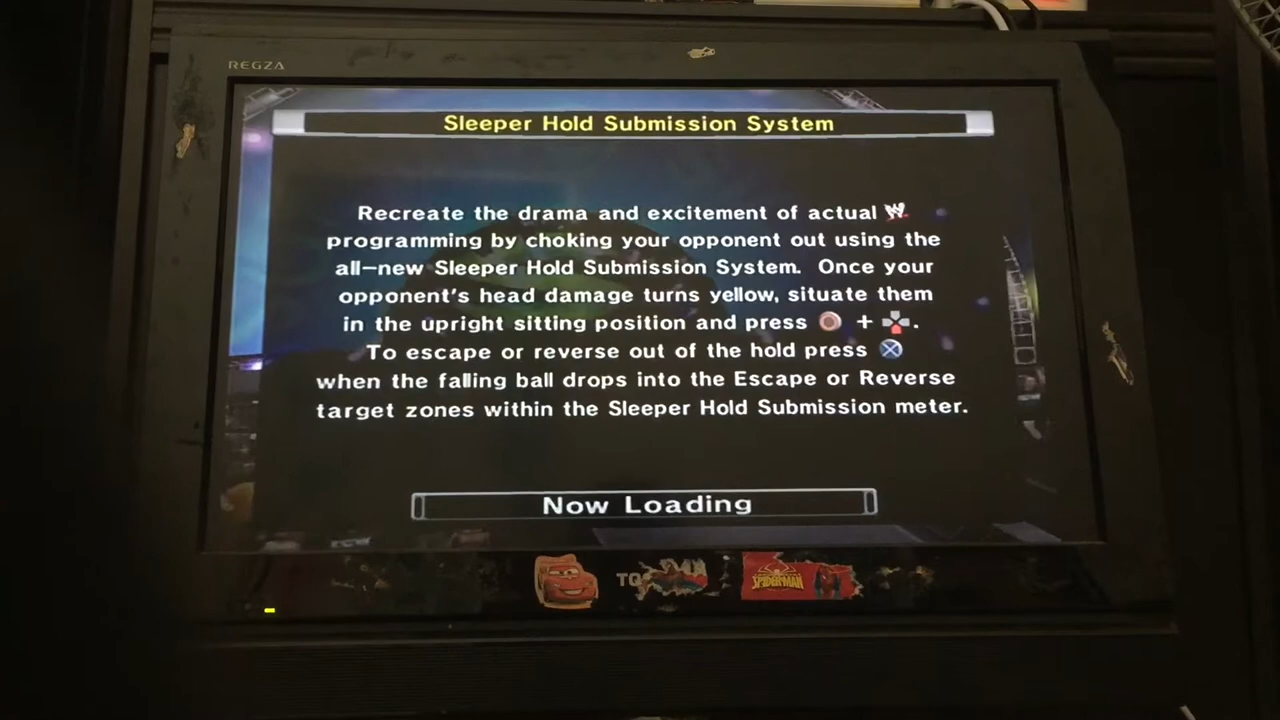 REGZA
Sleeper Hold Submission System
Recreate the drama and excitement of actual W
programming by choking your opponent out using the
all-new Sleeper Hold Submission System. Once your
opponent's head damage turns yellow, situate them
in the upright sitting position and press + .
To escape or reverse out of the hold press
when the falling ball drops into the Escape or Reverse
target zones within the Sleeper Hold Submission meter.
Now Loading
TO
SPIDER-MAN